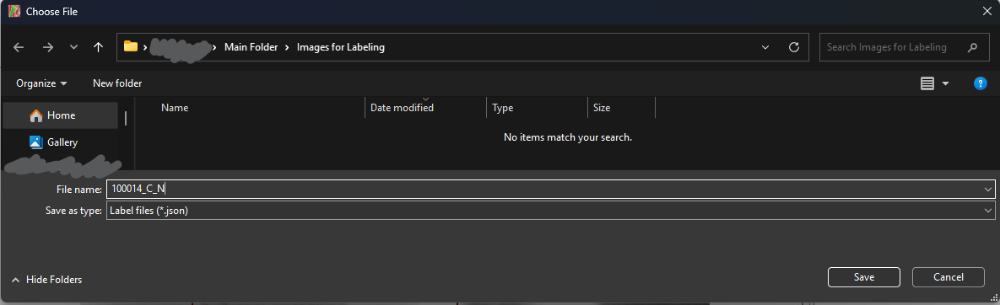 Choose File
Main Folder Images for Labeling
Search Images for Labeling
Organize New folder
Name Date modified Type Size
Home
Gallery
No items match your search.
File name: 100014_C_N
Save as type: Label files (*.json)
Hide Folders
Save Cancel